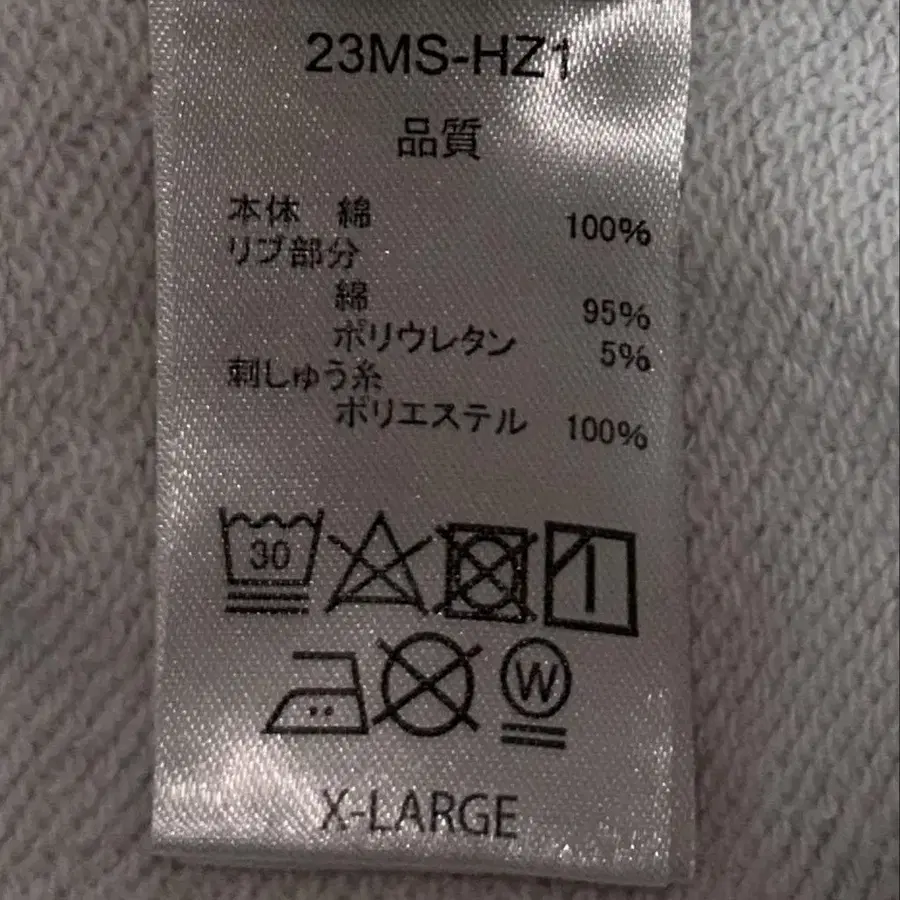 23MS-HZ1
品質
本体 綿 100%
リブ部分
綿 95%
ポリウレタン 5%
刺しゅう糸
ポリエステル 100%
30
W
X-LARGE